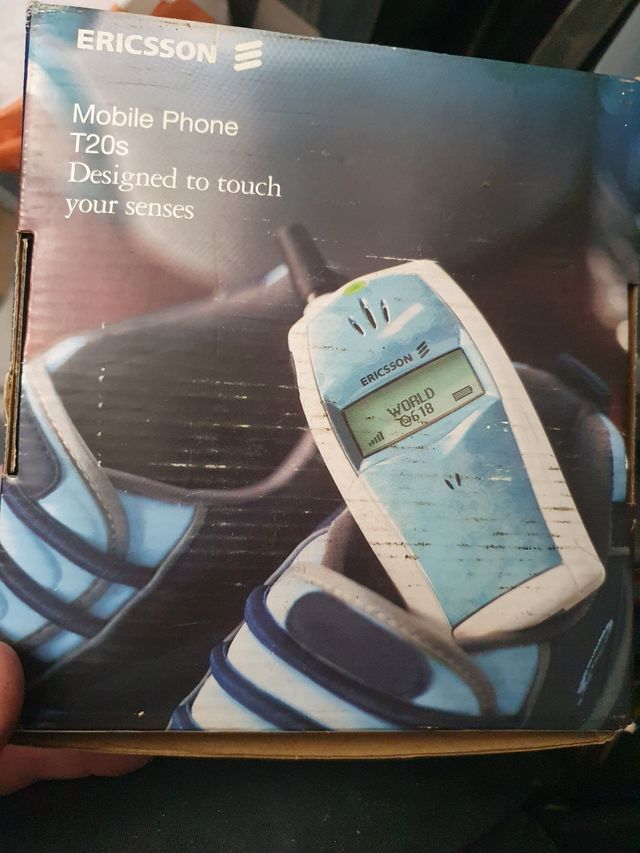 ERICSSON
Mobile Phone
T20s
Designed to touch
your senses
ERICSSON
WORLD
@618